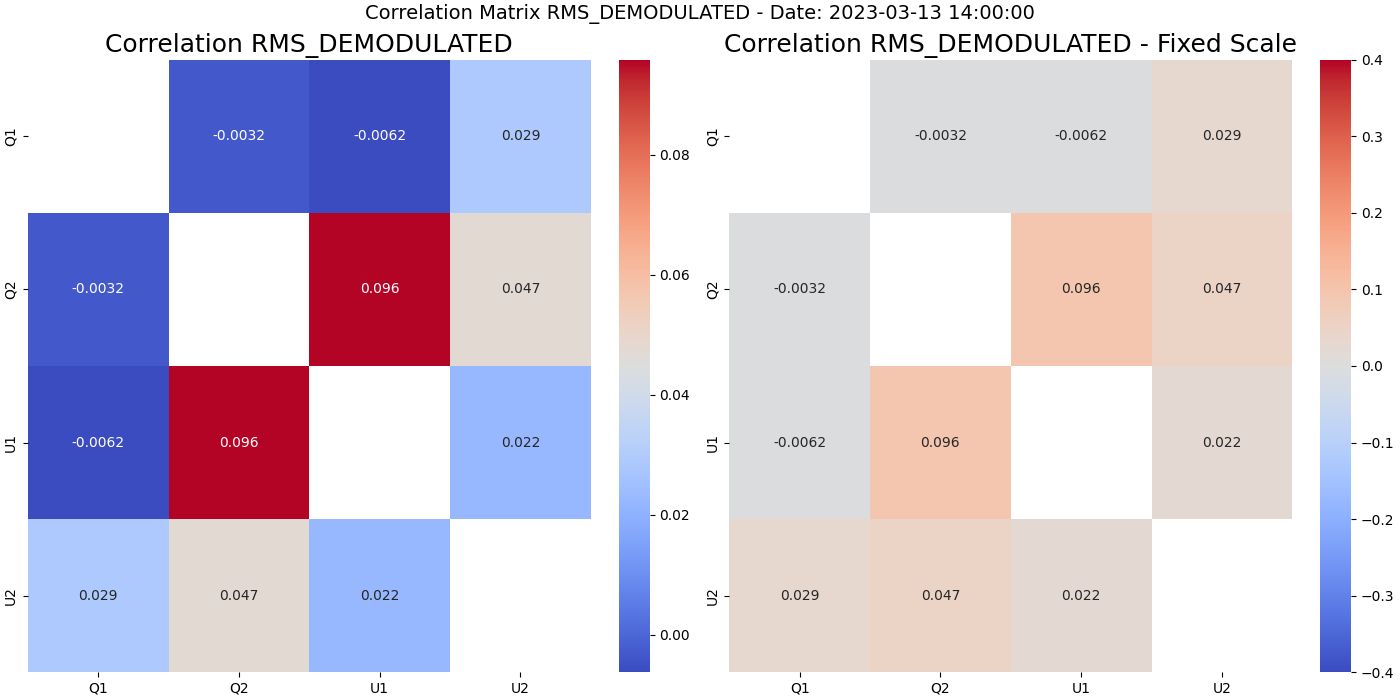 Correlation Matrix RMS_DEMODULATED - Date: 2023-03-13 14:00:00
Correlation RMS_DEMODULATED
Q1
-0.0032
-0.0062
0.029
Q2
-0.0032
0.096
0.047
U1
-0.0062
0.096
0.022
U2
0.029
0.047
0.022
Q1
Q2
U1
U2
0.08
0.06
0.04
0.02
0.00
Correlation RMS_DEMODULATED - Fixed Scale
Q1
-0.0032
-0.0062
0.029
Q2
-0.0032
0.096
0.047
U1
-0.0062
0.096
0.022
U2
0.029
0.047
0.022
Q1
Q2
U1
U2
0.4
0.3
0.2
0.1
0.0
−0.1
−0.2
−0.3
−0.4